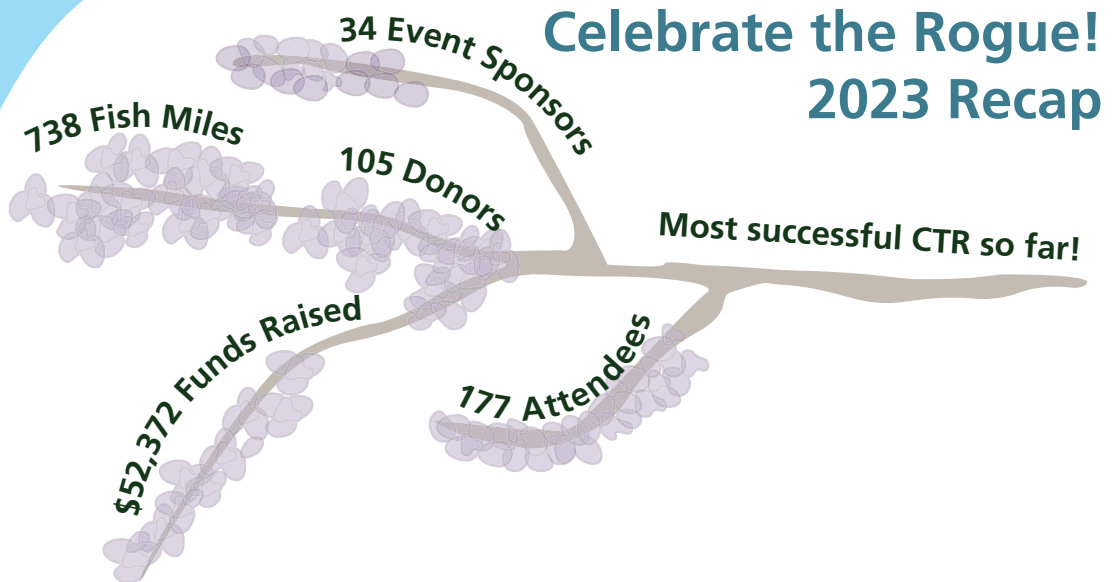 Celebrate the Rogue!
2023 Recap
34 Event Sponsors
738 Fish Miles
105 Donors
Most successful CTR so far!
$52,372 Funds Raised
177 Attendees